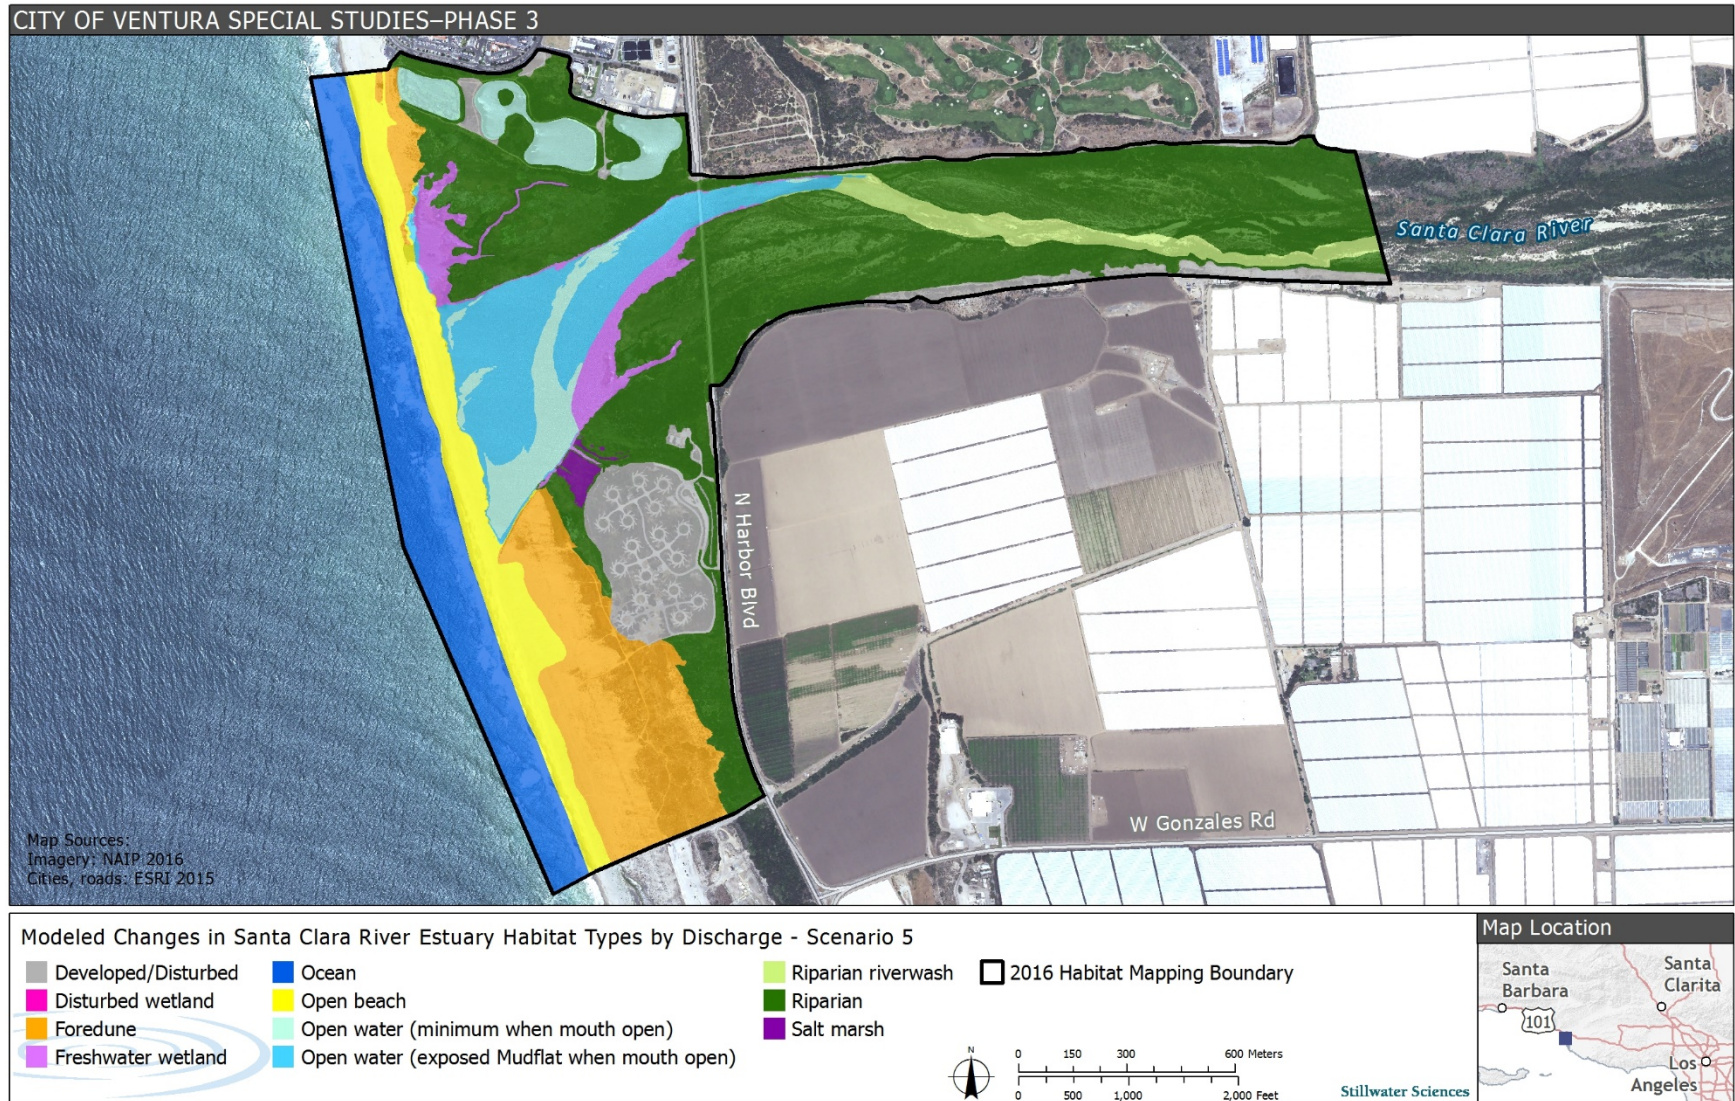 CITY OF VENTURA SPECIAL STUDIES–PHASE 3
Santa Clara River
N Harbor Blvd
W Gonzales Rd
Map Sources:
Imagery: NAIP 2016
Cities, roads: ESRI 2015
Modeled Changes in Santa Clara River Estuary Habitat Types by Discharge - Scenario 5
Developed/Disturbed
Disturbed wetland
Foredune
Freshwater wetland
Ocean
Open beach
Open water (minimum when mouth open)
Open water (exposed Mudflat when mouth open)
Riparian riverwash
Riparian
Salt marsh
2016 Habitat Mapping Boundary
N
0 150 300 600 Meters
0 500 1,000 2,000 Feet
Stillwater Sciences
Map Location
Santa
Barbara
Santa
Clarita
101
Los
Angeles